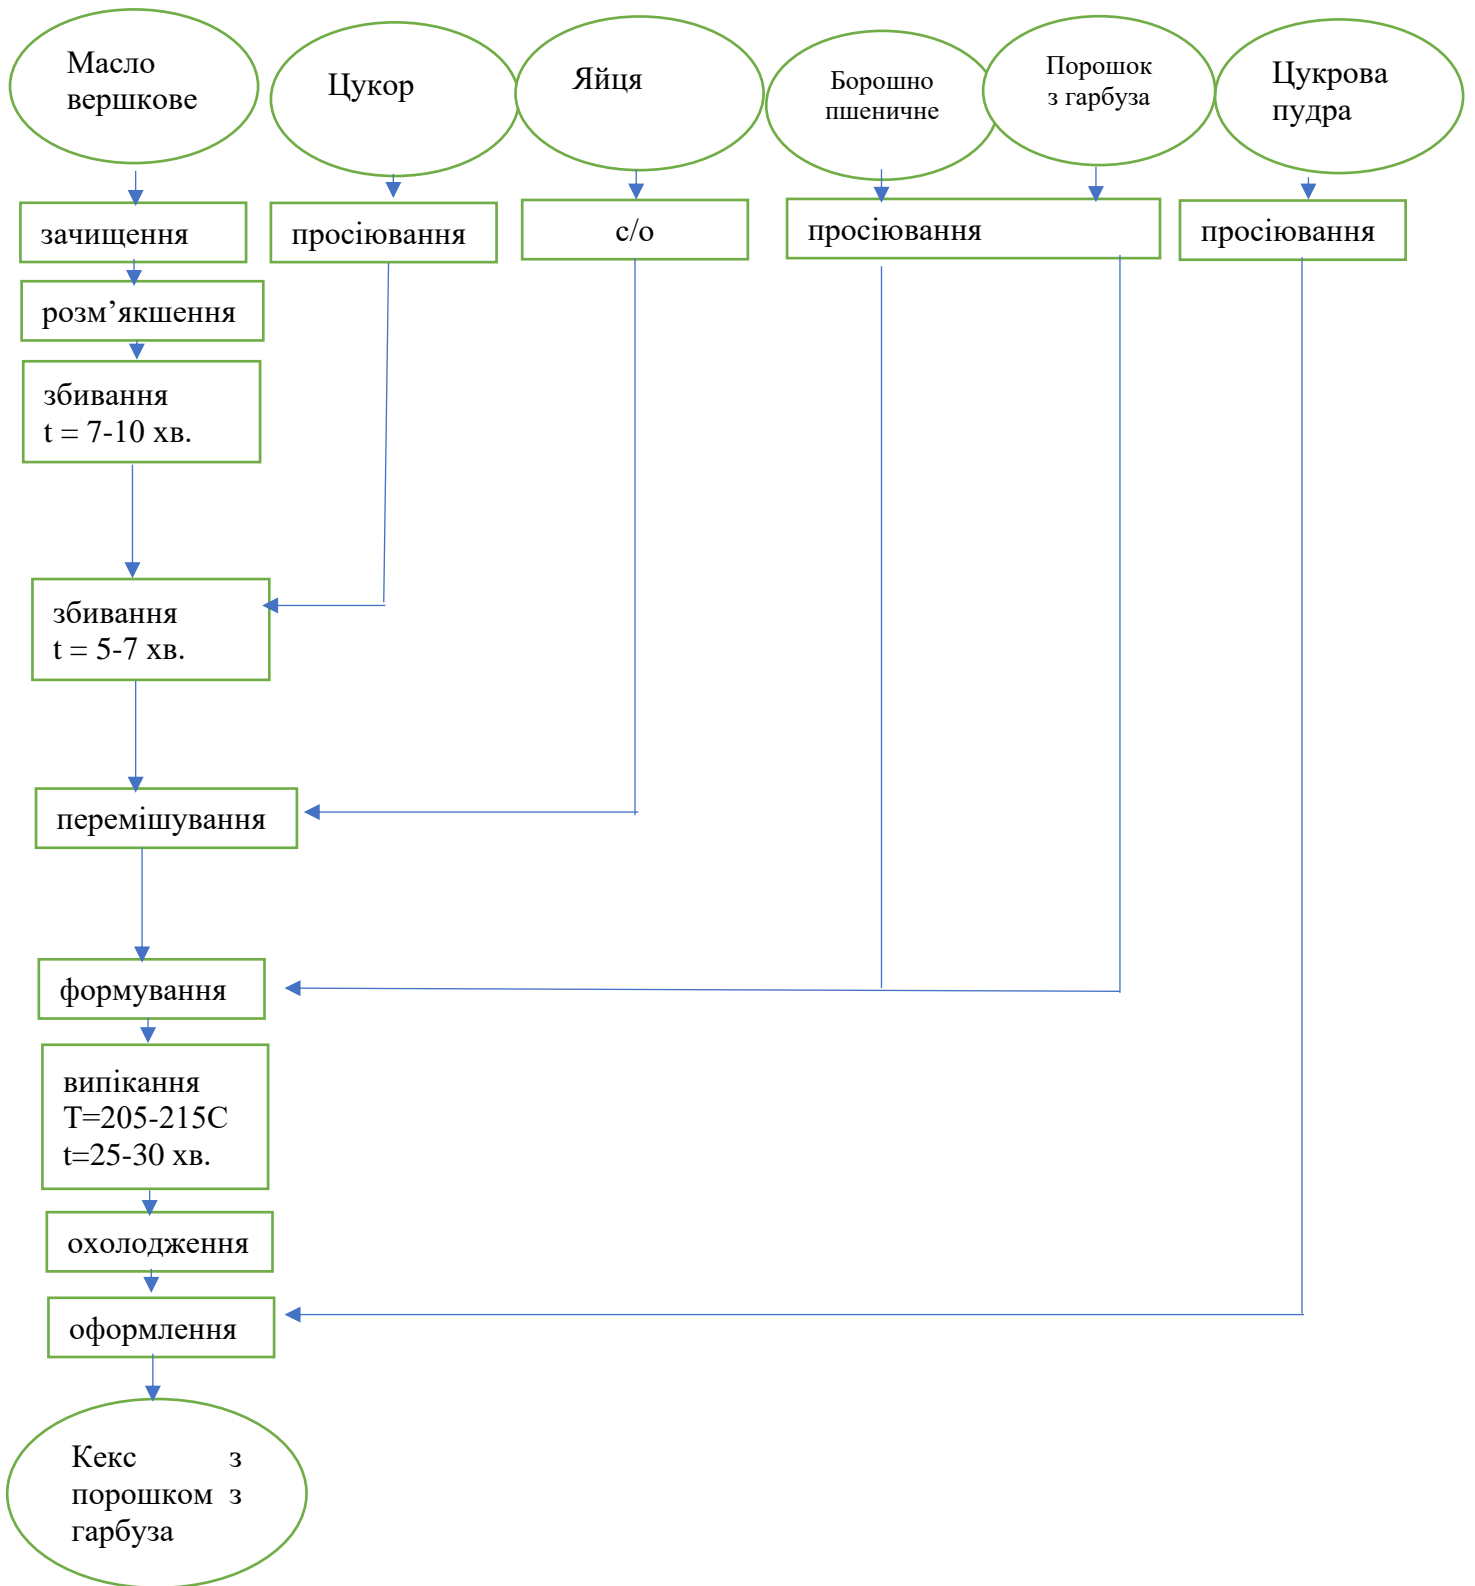 Масло
вершкове
Цукор
Яйця
Борошно
пшеничне
Порошок
з гарбуза
Цукрова
пудра
зачищення
просіювання
с/о
просіювання
просіювання
розм’якшення
збивання
t = 7-10 хв.
збивання
t = 5-7 хв.
перемішування
формування
випікання
T=205-215C
t=25-30 хв.
охолодження
оформлення
Кекс з
порошком з
гарбуза